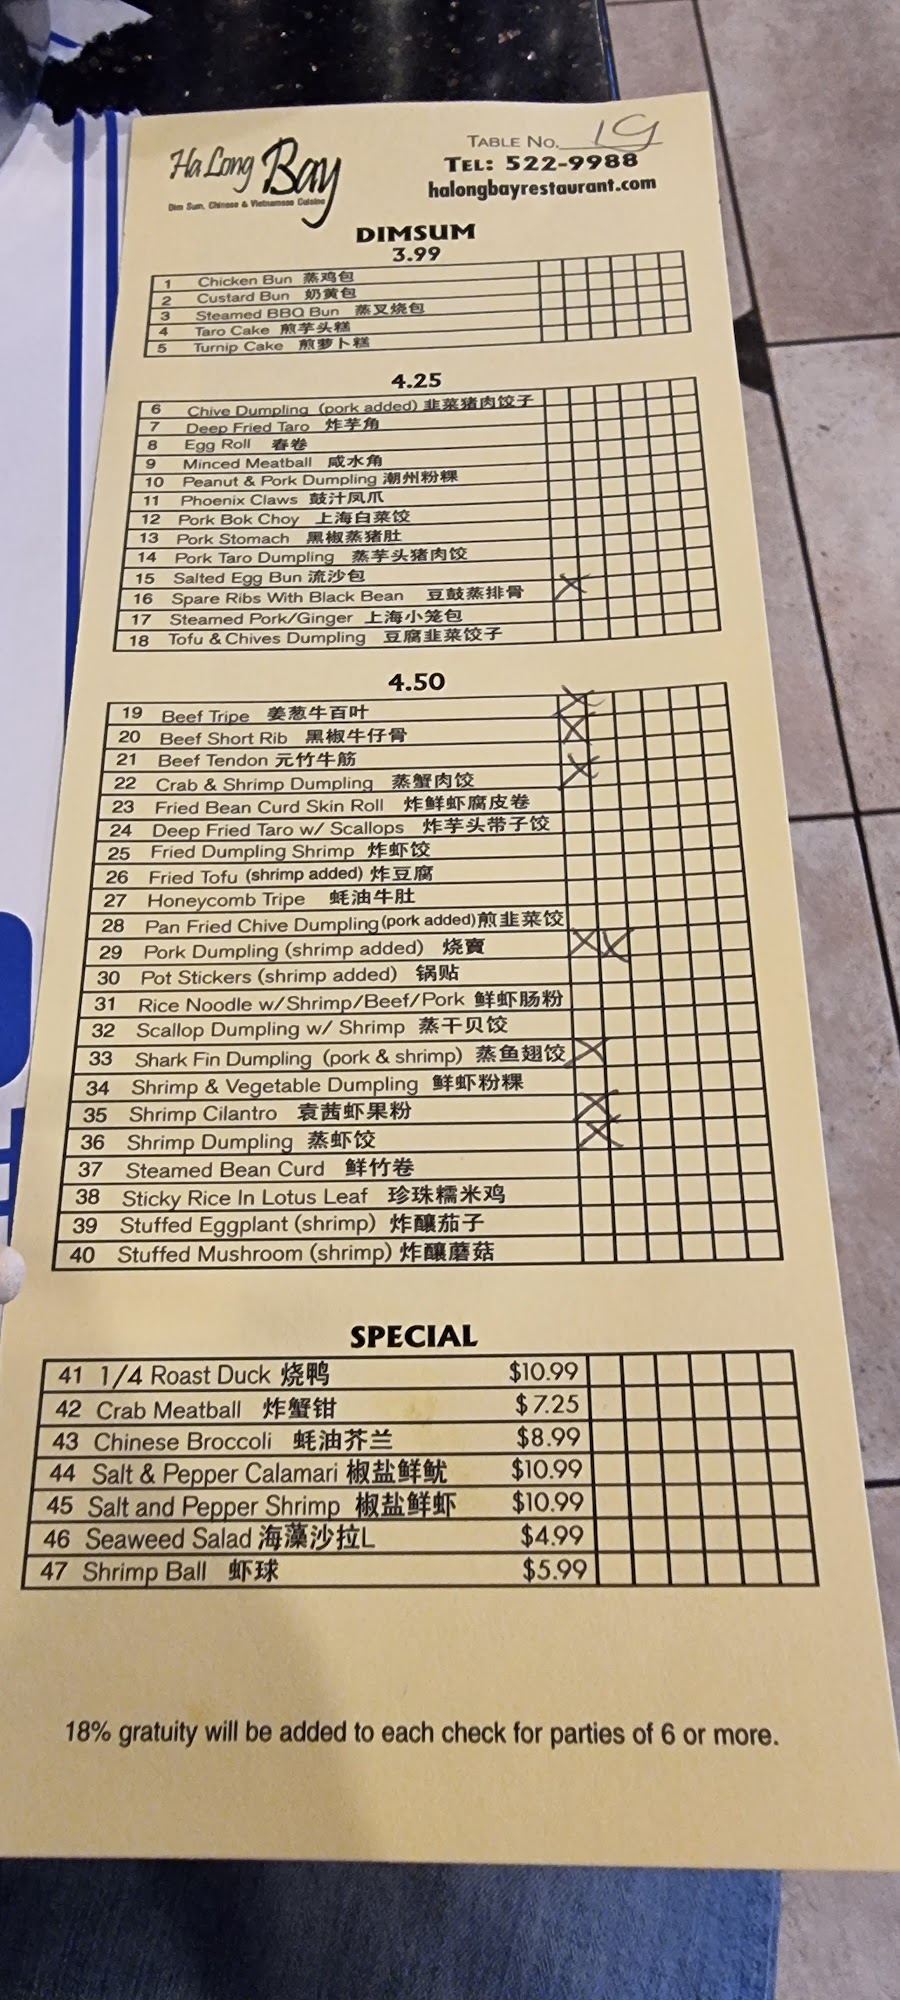 Ha Long Bay
Dim Sum, Chinese & Vietnamese Cuisine
TABLE NO. 19
TEL: 522-9988
halongbayrestaurant.com
DIMSUM
3.99
1 Chicken Bun 蒸鸡包
2 Custard Bun 奶黄包
3 Steamed BBQ Bun 蒸叉烧包
4 Taro Cake 煎芋头糕
5 Turnip Cake 煎萝卜糕
4.25
6 Chive Dumpling (pork added) 韭菜猪肉饺子
7 Deep Fried Taro 炸芋角
8 Egg Roll 春卷
9 Minced Meatball 咸水角
10 Peanut & Pork Dumpling 潮州粉粿
11 Phoenix Claws 鼓汁凤爪
12 Pork Bok Choy 上海白菜饺
13 Pork Stomach 黑椒蒸猪肚
14 Pork Taro Dumpling 蒸芋头猪肉饺
15 Salted Egg Bun 流沙包
16 Spare Ribs With Black Bean 豆鼓蒸排骨 X
17 Steamed Pork/Ginger 上海小笼包
18 Tofu & Chives Dumpling 豆腐韭菜饺子
4.50
19 Beef Tripe 姜葱牛百叶 X
20 Beef Short Rib 黑椒牛仔骨 X
21 Beef Tendon 元竹牛筋
22 Crab & Shrimp Dumpling 蒸蟹肉饺 X
23 Fried Bean Curd Skin Roll 炸鲜虾腐皮卷
24 Deep Fried Taro w/ Scallops 炸芋头带子饺
25 Fried Dumpling Shrimp 炸虾饺
26 Fried Tofu (shrimp added) 炸豆腐
27 Honeycomb Tripe 蚝油牛肚
28 Pan Fried Chive Dumpling (pork added) 煎韭菜饺
29 Pork Dumpling (shrimp added) 烧賣 X X
30 Pot Stickers (shrimp added) 锅贴
31 Rice Noodle w/Shrimp/Beef/Pork 鲜虾肠粉
32 Scallop Dumpling w/ Shrimp 蒸干贝饺
33 Shark Fin Dumpling (pork & shrimp) 蒸鱼翅饺 X
34 Shrimp & Vegetable Dumpling 鲜虾粉粿
35 Shrimp Cilantro 袁茜虾果粉 X
36 Shrimp Dumpling 蒸虾饺 X
37 Steamed Bean Curd 鲜竹卷
38 Sticky Rice In Lotus Leaf 珍珠糯米鸡
39 Stuffed Eggplant (shrimp) 炸釀茄子
40 Stuffed Mushroom (shrimp) 炸釀蘑菇
SPECIAL
41 1/4 Roast Duck 烧鸭 $10.99
42 Crab Meatball 炸蟹钳 $7.25
43 Chinese Broccoli 蚝油芥兰 $8.99
44 Salt & Pepper Calamari 椒盐鲜鱿 $10.99
45 Salt and Pepper Shrimp 椒盐鲜虾 $10.99
46 Seaweed Salad 海藻沙拉L $4.99
47 Shrimp Ball 虾球 $5.99
18% gratuity will be added to each check for parties of 6 or more.